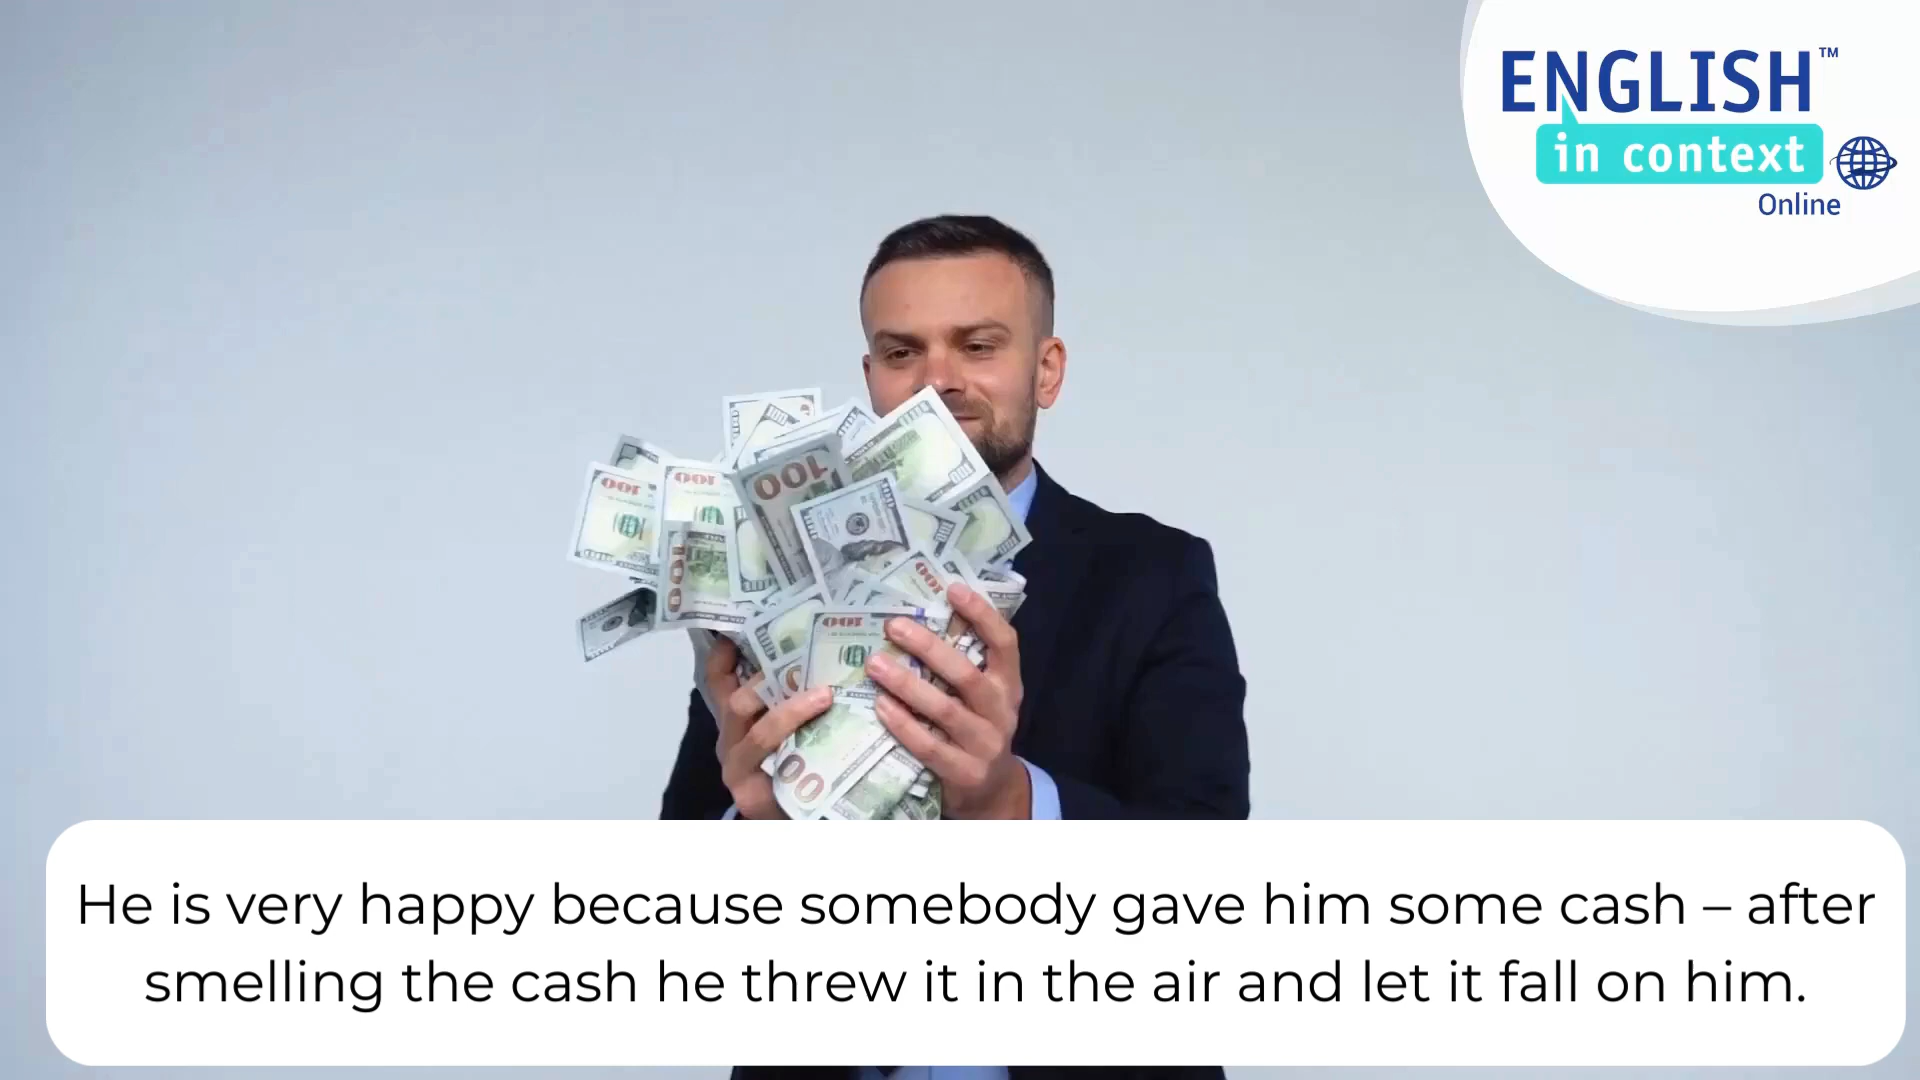 ENGLISH™
in context
Online
100
He is very happy because somebody gave him some cash – after
smelling the cash he threw it in the air and let it fall on him.